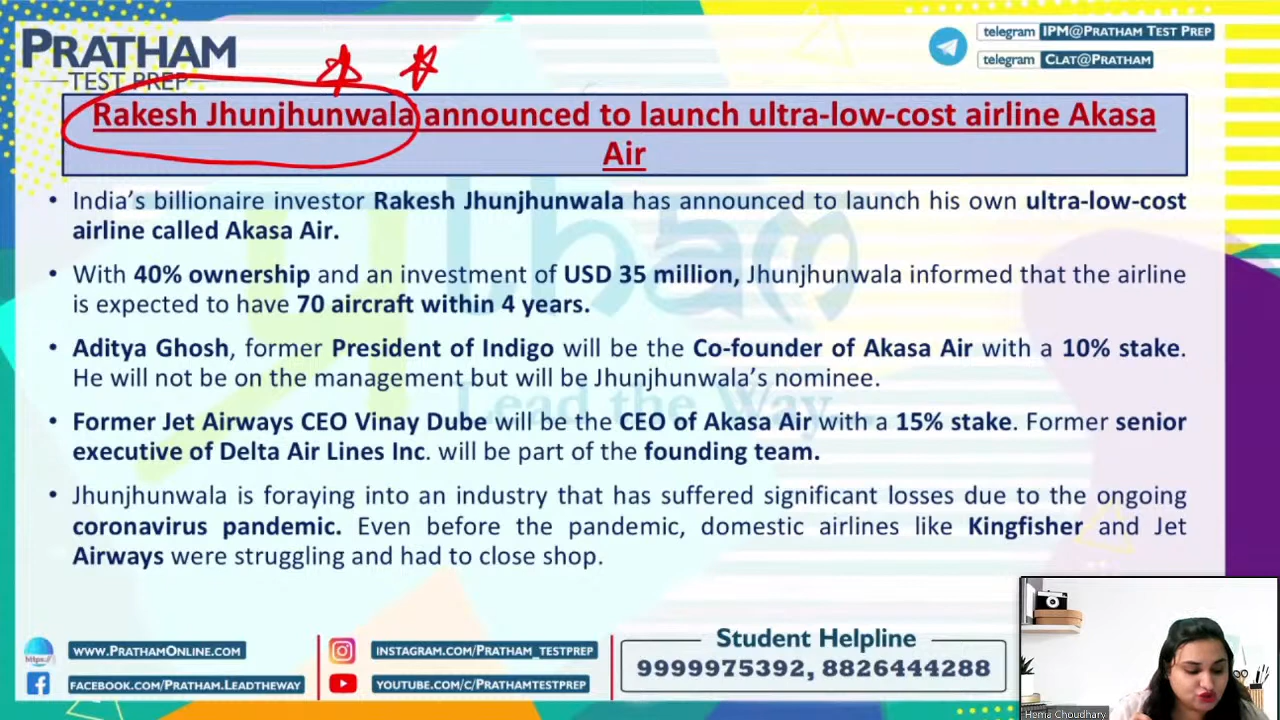 PRATHAM
TEST PREP
telegram IPM@PRATHAM TEST PREP
telegram CLAT@PRATHAM
Rakesh Jhunjhunwala announced to launch ultra-low-cost airline Akasa
Air
• India’s billionaire investor Rakesh Jhunjhunwala has announced to launch his own ultra-low-cost
airline called Akasa Air.
• With 40% ownership and an investment of USD 35 million, Jhunjhunwala informed that the airline
is expected to have 70 aircraft within 4 years.
• Aditya Ghosh, former President of Indigo will be the Co-founder of Akasa Air with a 10% stake.
He will not be on the management but will be Jhunjhunwala’s nominee.
• Former Jet Airways CEO Vinay Dube will be the CEO of Akasa Air with a 15% stake. Former senior
executive of Delta Air Lines Inc. will be part of the founding team.
• Jhunjhunwala is foraying into an industry that has suffered significant losses due to the ongoing
coronavirus pandemic. Even before the pandemic, domestic airlines like Kingfisher and Jet
Airways were struggling and had to close shop.
Lead the Way
https://
WWW.PRATHAMONLINE.COM
FACEBOOK.COM/PRATHAM.LEADTHEWAY
INSTAGRAM.COM/PRATHAM_TESTPREP
YOUTUBE.COM/C/PRATHAMTESTPREP
Student Helpline
9999975392, 8826444288
Hema Choudhary